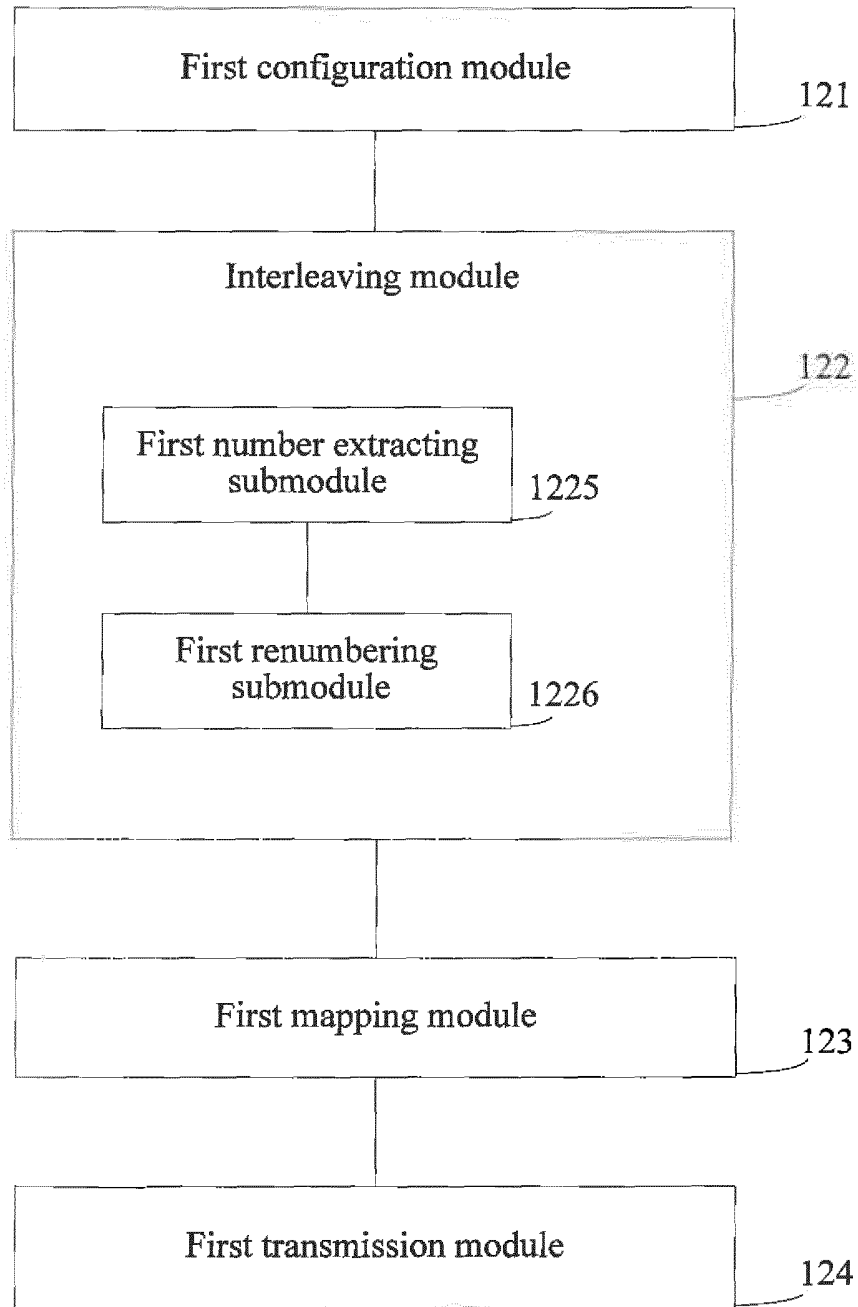 First configuration module
121
Interleaving module
122
First number extracting
submodule
1225
First renumbering
submodule
1226
First mapping module
123
First transmission module
124